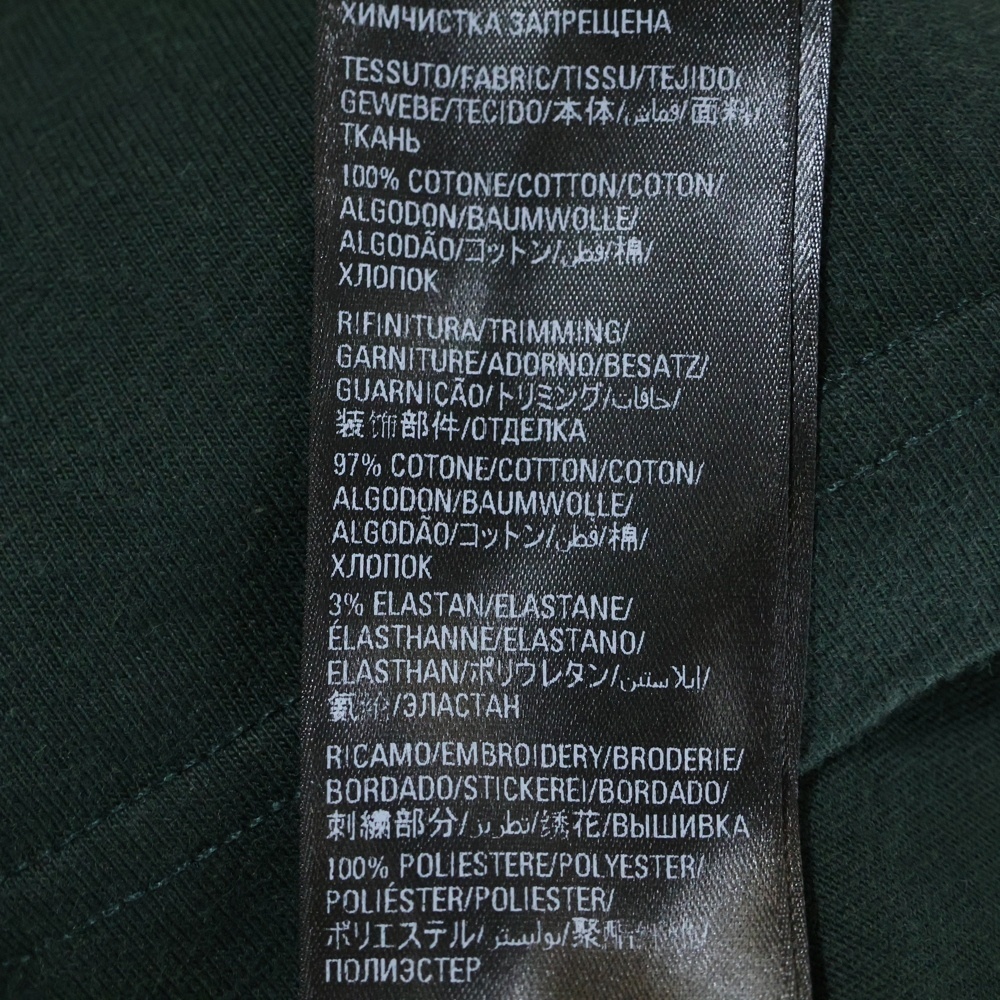 ХИМЧИСТКА ЗАПРЕЩЕНА
TESSUTO/FABRIC/TISSU/TEJIDO/
GEWEBE/TECIDO/本体/قماش/面料/
ТКАНЬ
100% COTONE/COTTON/COTON/
ALGODON/BAUMWOLLE/
ALGODÃO/コットン/قطن/棉/
ХЛОПОК
RIFINITURA/TRIMMING/
GARNITURE/ADORNO/BESATZ/
GUARNICÃO/トリミング/حافات/
装饰部件/ОТДЕЛКА
97% COTONE/COTTON/COTON/
ALGODON/BAUMWOLLE/
ALGODÃO/コットン/قطن/棉/
ХЛОПОК
3% ELASTAN/ELASTANE/
ÉLASTHANNE/ELASTANO/
ELASTHAN/ポリウレタン/إيلاستين/
氨纶/ЭЛАСТАН
RICAMO/EMBROIDERY/BRODERIE/
BORDADO/STICKEREI/BORDADO/
刺繍部分/تطريز/绣花/ВЫШИВКА
100% POLIESTERE/POLYESTER/
POLIÉSTER/POLIESTER/
ポリエステル/بوليستر/
ПОЛИЭСТЕР